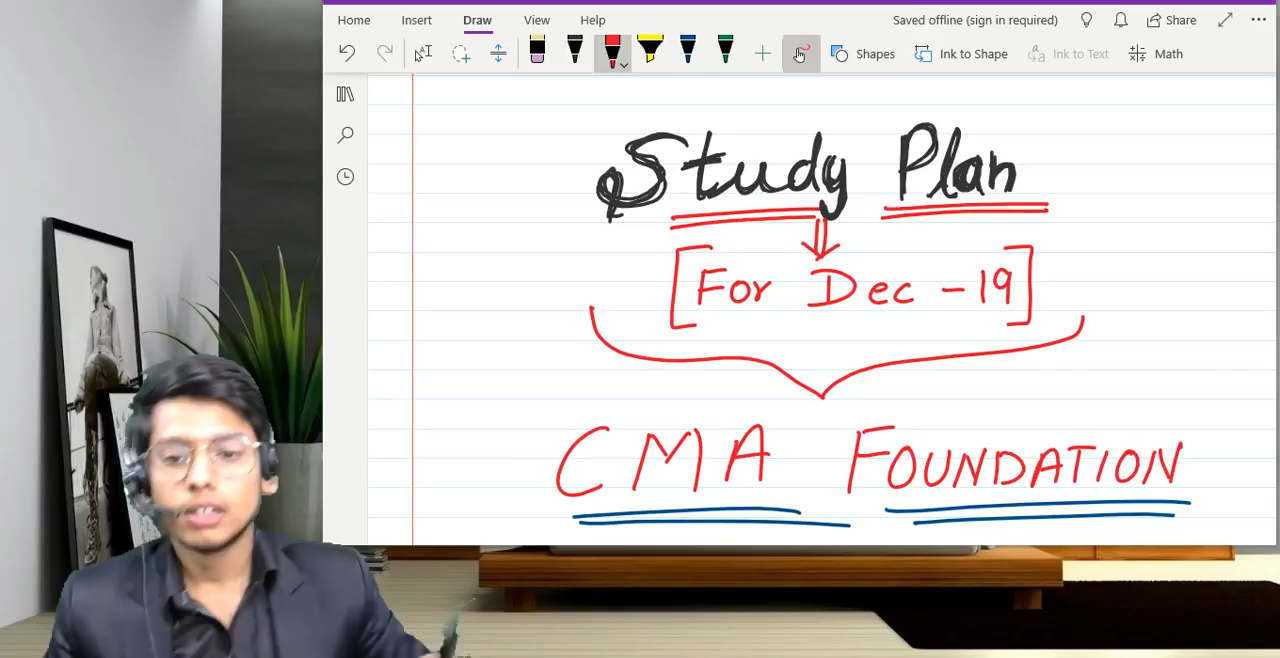 Home Insert Draw View Help Saved offline (sign in required) Share
Shapes Ink to Shape Ink to Text Math
Study Plan
[For Dec - 19]
CMA FOUNDATION